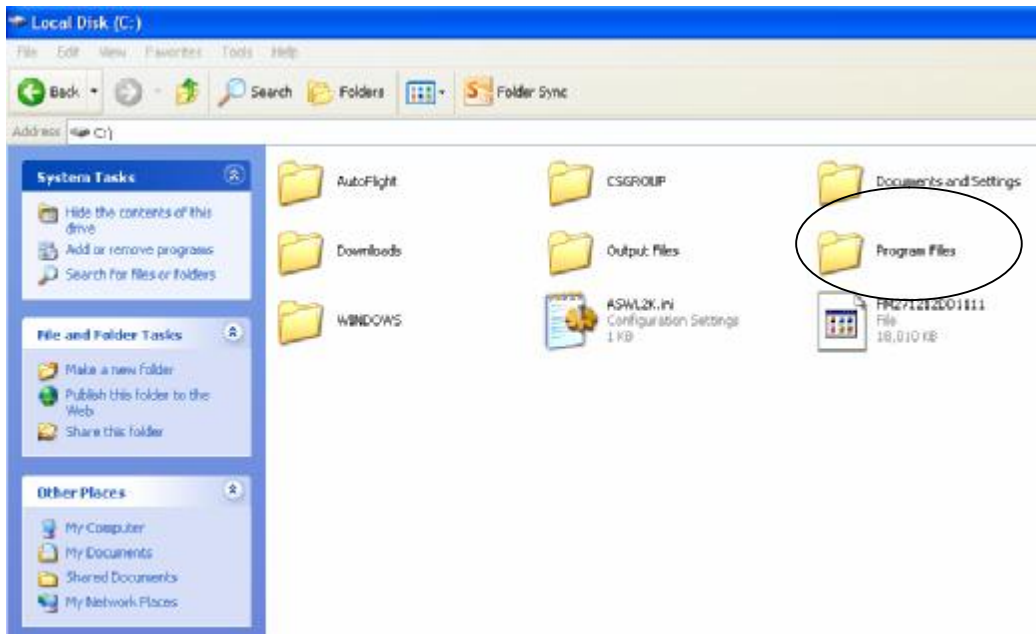 Local Disk (C:)
File Edit View Favorites Tools Help
Back Search Folders Folder Sync
Address C:\
System Tasks
Hide the contents of this
drive
Add or remove programs
Search for files or folders
File and Folder Tasks
Make a new folder
Publish this folder to the
Web
Share this folder
Other Places
My Computer
My Documents
Shared Documents
My Network Places
AutoFlight
CSGROUP
Documents and Settings
Downloads
Output Files
Program Files
WINDOWS
ASWL2K.ini
Configuration Settings
1 KB
File
18,010 KB